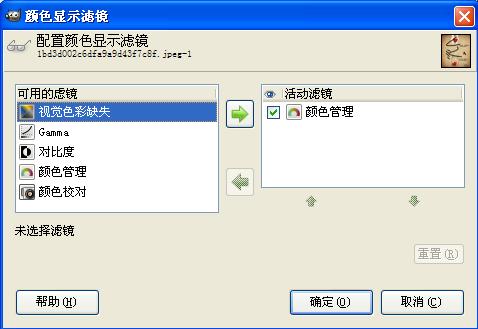 颜色显示滤镜
配置颜色显示滤镜
1bd3d002c6dfa9a9d43f7c8f.jpeg-1
可用的虑镜
活动滤镜
视觉色彩缺失
颜色管理
Gamma
对比度
颜色管理
颜色校对
未选择滤镜
重置(R)
帮助(H)
确定(O)
取消(C)